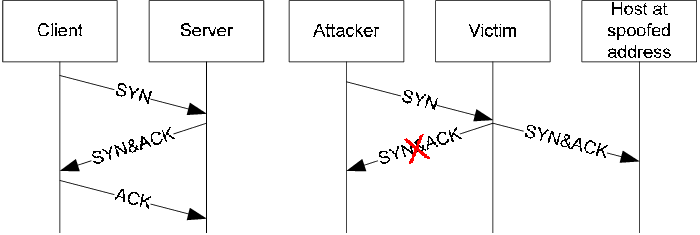 Client
Server
Attacker
Victim
Host at
spoofed
address
SYN
SYN&ACK
ACK
SYN
SYN&ACK
SYN&ACK